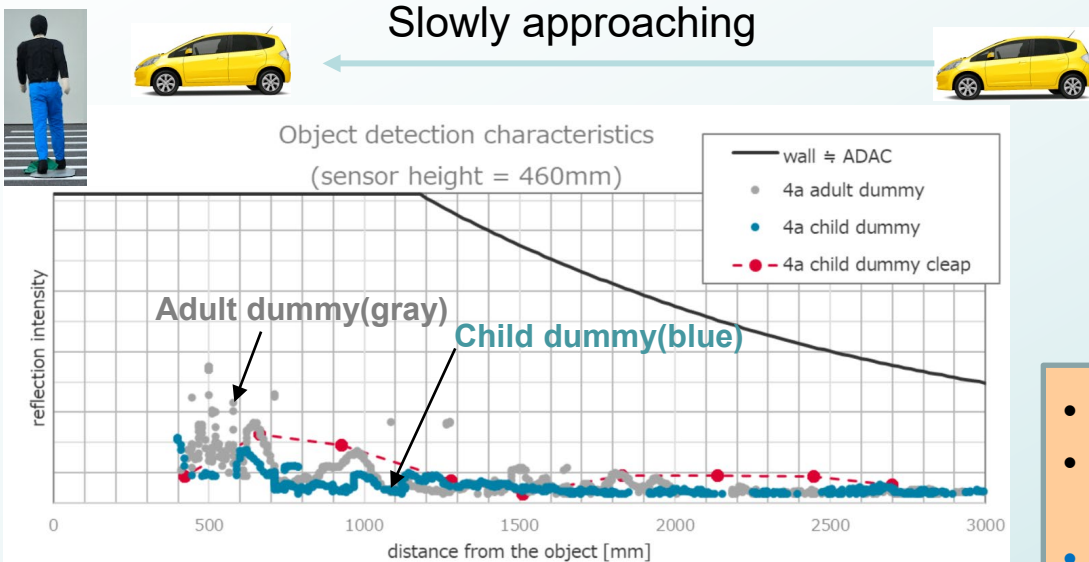 Slowly approaching
Object detection characteristics
(sensor height = 460mm)
wall ≒ ADAC
4a adult dummy
4a child dummy
4a child dummy cleap
reflection intensity
Adult dummy(gray)
Child dummy(blue)
0 500 1000 1500 2000 2500 3000
distance from the object [mm]